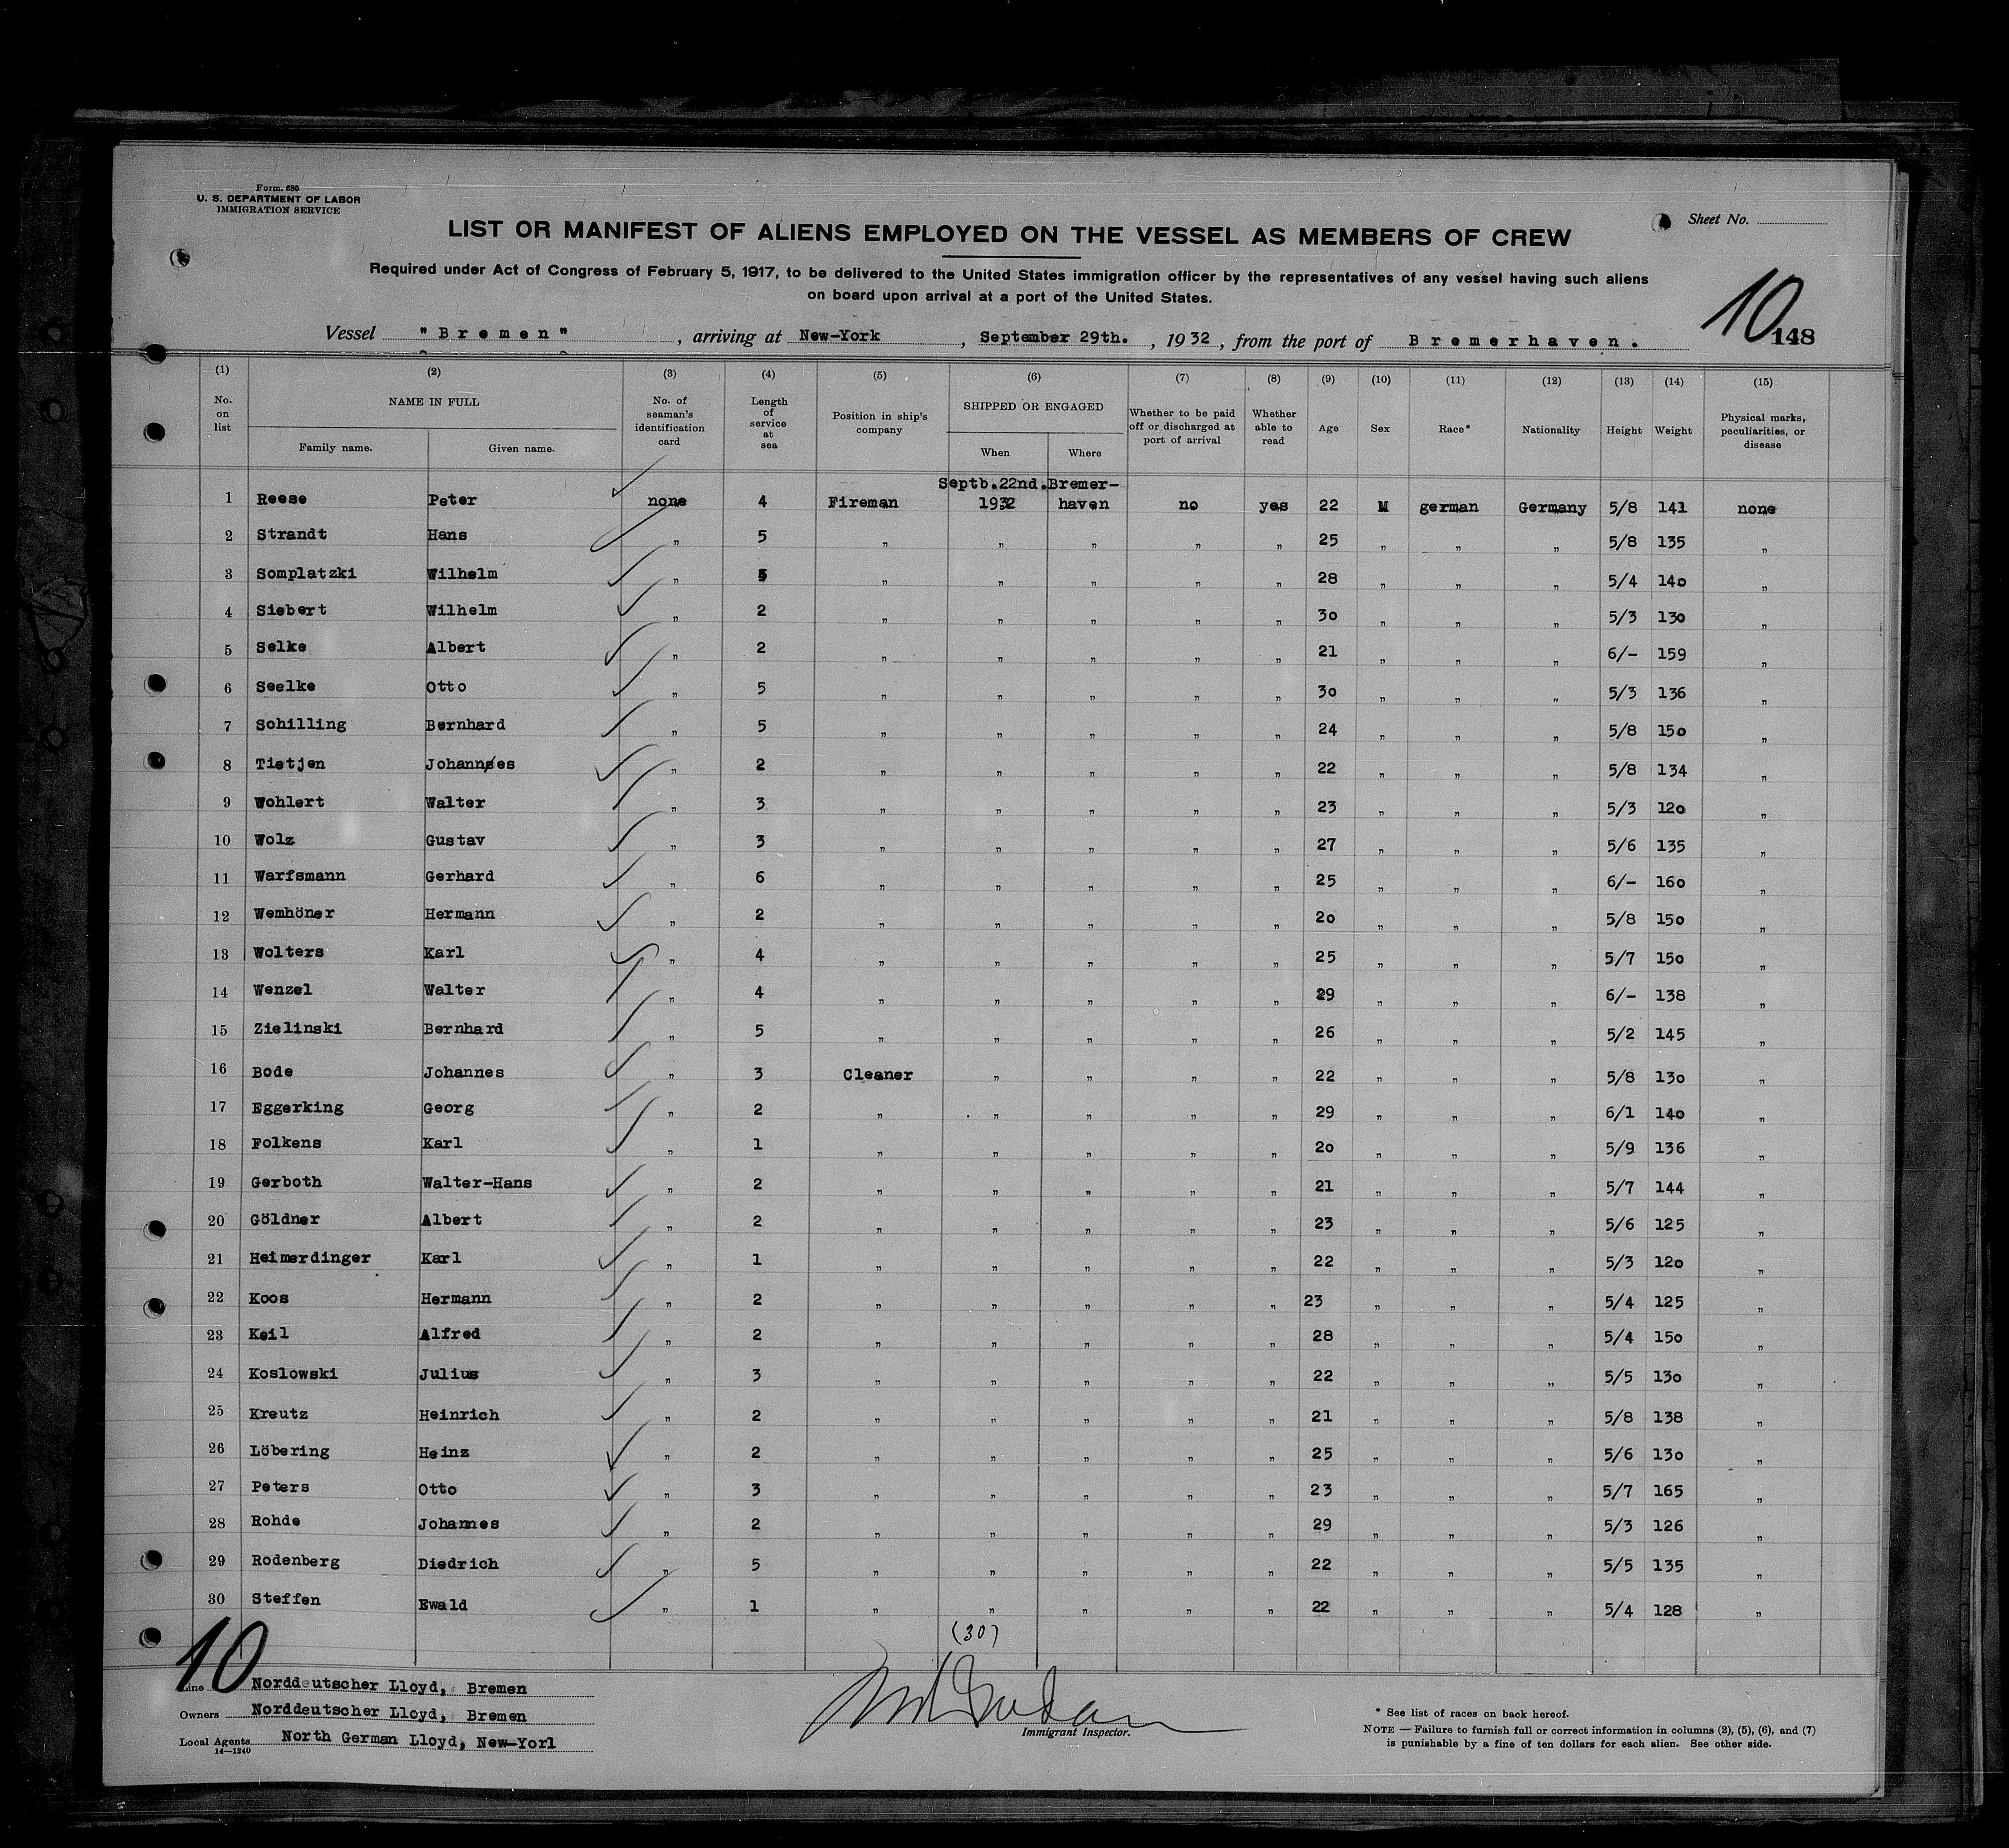 Form. 680
U. S. DEPARTMENT OF LABOR
IMMIGRATION SERVICE
Sheet No.
LIST OR MANIFEST OF ALIENS EMPLOYED ON THE VESSEL AS MEMBERS OF CREW
Required under Act of Congress of February 5, 1917, to be delivered to the United States immigration officer by the representatives of any vessel having such aliens
on board upon arrival at a port of the United States.
10
148
Vessel "Bremen", arriving at New-York, September 29th., 1932, from the port of Bremerhaven.
(1) (2) (3) (4) (5) (6) (7) (8) (9) (10) (11) (12) (13) (14) (15)
No. on list NAME IN FULL Family name. Given name. No. of seaman's identification card Length of service at sea Position in ship's company SHIPPED OR ENGAGED When Where Whether to be paid off or discharged at port of arrival Whether able to read Age Sex Race* Nationality Height Weight Physical marks, peculiarities, or disease
1 Reese Peter none 4 Fireman Septb.22nd. 1932 Bremer-haven no yes 22 M german Germany 5/8 141 none
2 Strandt Hans " 5 " " " " " 25 " " " 5/8 135 "
3 Somplatzki Wilhelm " 5 " " " " " 28 " " " 5/4 140 "
4 Siebert Wilhelm " 2 " " " " " 30 " " " 5/3 130 "
5 Selke Albert " 2 " " " " " 21 " " " 6/- 159 "
6 Seelke Otto " 5 " " " " " 30 " " " 5/3 136 "
7 Schilling Bernhard " 5 " " " " " 24 " " " 5/8 150 "
8 Tietjen Johannes " 2 " " " " " 22 " " " 5/8 134 "
9 Wohlert Walter " 3 " " " " " 23 " " " 5/3 120 "
10 Wolz Gustav " 3 " " " " " 27 " " " 5/6 135 "
11 Warfsmann Gerhard " 6 " " " " " 25 " " " 6/- 160 "
12 Wemhöner Hermann " 2 " " " " " 20 " " " 5/8 150 "
13 Wolters Karl " 4 " " " " " 25 " " " 5/7 150 "
14 Wenzel Walter " 4 " " " " " 29 " " " 6/- 138 "
15 Zielinski Bernhard " 5 " " " " " 26 " " " 5/2 145 "
16 Bode Johannes " 3 Cleaner " " " " 22 " " " 5/8 130 "
17 Eggerking Georg " 2 " " " " " 29 " " " 6/1 140 "
18 Folkens Karl " 1 " " " " " 20 " " " 5/9 136 "
19 Gerboth Walter-Hans " 2 " " " " " 21 " " " 5/7 144 "
20 Göldner Albert " 2 " " " " " 23 " " " 5/6 125 "
21 Heimerdinger Karl " 1 " " " " " 22 " " " 5/3 120 "
22 Koos Hermann " 2 " " " " " 23 " " " 5/4 125 "
23 Keil Alfred " 2 " " " " " 28 " " " 5/4 150 "
24 Koslowski Julius " 3 " " " " " 22 " " " 5/5 130 "
25 Kreutz Heinrich " 2 " " " " " 21 " " " 5/8 138 "
26 Löbering Heinz " 2 " " " " " 25 " " " 5/6 130 "
27 Peters Otto " 3 " " " " " 23 " " " 5/7 165 "
28 Rohde Johannes " 2 " " " " " 29 " " " 5/3 126 "
29 Rodenberg Diedrich " 5 " " " " " 22 " " " 5/5 135 "
30 Steffen Ewald " 1 " " " " " 22 " " " 5/4 128 "
(30)
10
Line Norddeutscher Lloyd, Bremen
Owners Norddeutscher Lloyd, Bremen
Local Agents North German Lloyd, New-Yorl
14—1240
Immigrant Inspector.
* See list of races on back hereof.
NOTE — Failure to furnish full or correct information in columns (2), (5), (6), and (7)
is punishable by a fine of ten dollars for each alien. See other side.